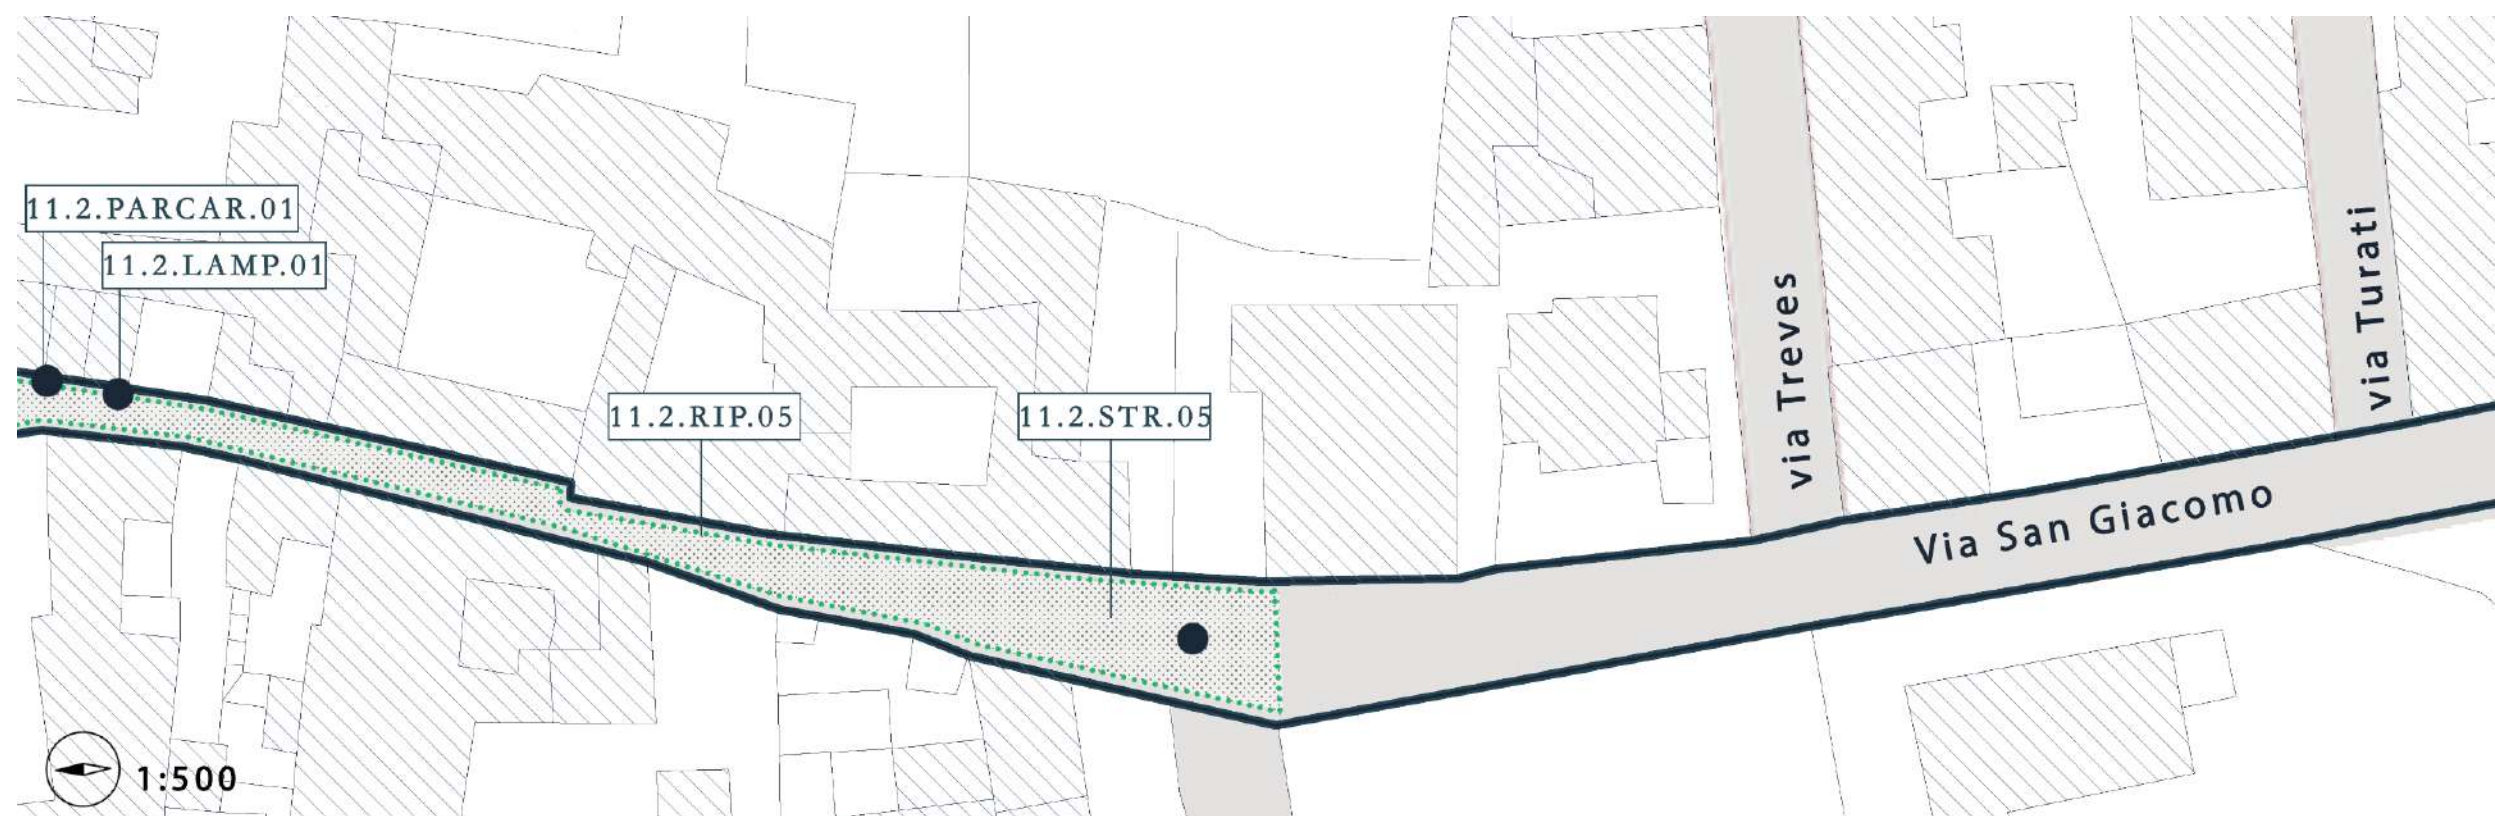 11.2.PARCAR.01
11.2.LAMP.01
11.2.RIP.05
11.2.STR.05
via Treves
via Turati
Via San Giacomo
1:500